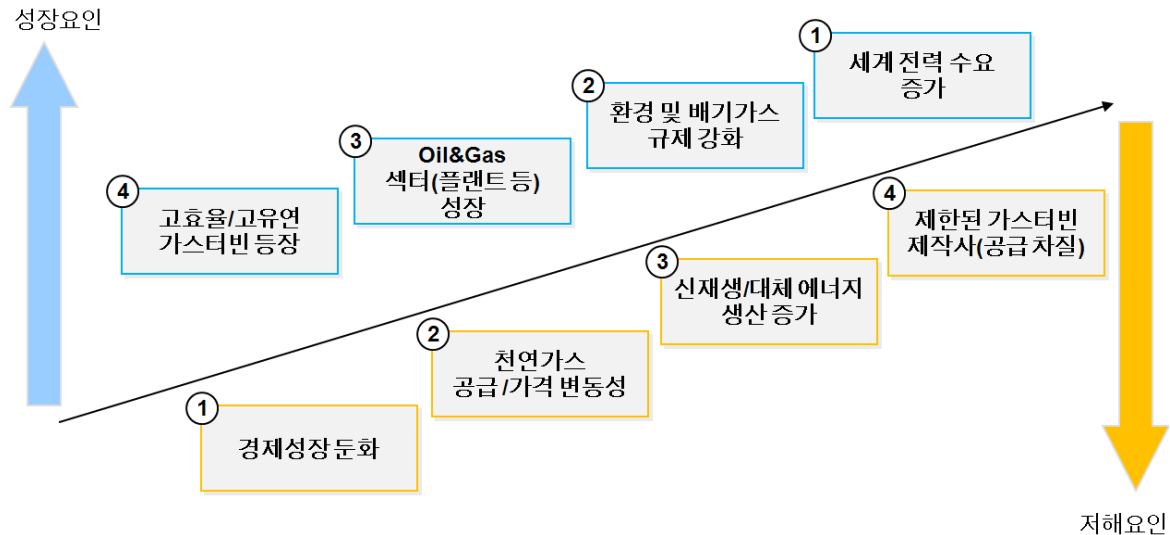 성장요인
1
세계 전력 수요
증가
2
환경 및 배기가스
규제 강화
3
Oil&Gas
섹터(플랜트 등)
성장
4
고효율/고유연
가스터빈 등장
4
제한된 가스터빈
제작사(공급 차질)
3
신재생/대체 에너지
생산 증가
2
천연가스
공급 /가격 변동성
1
경제성장 둔화
저해요인